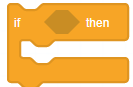 if then